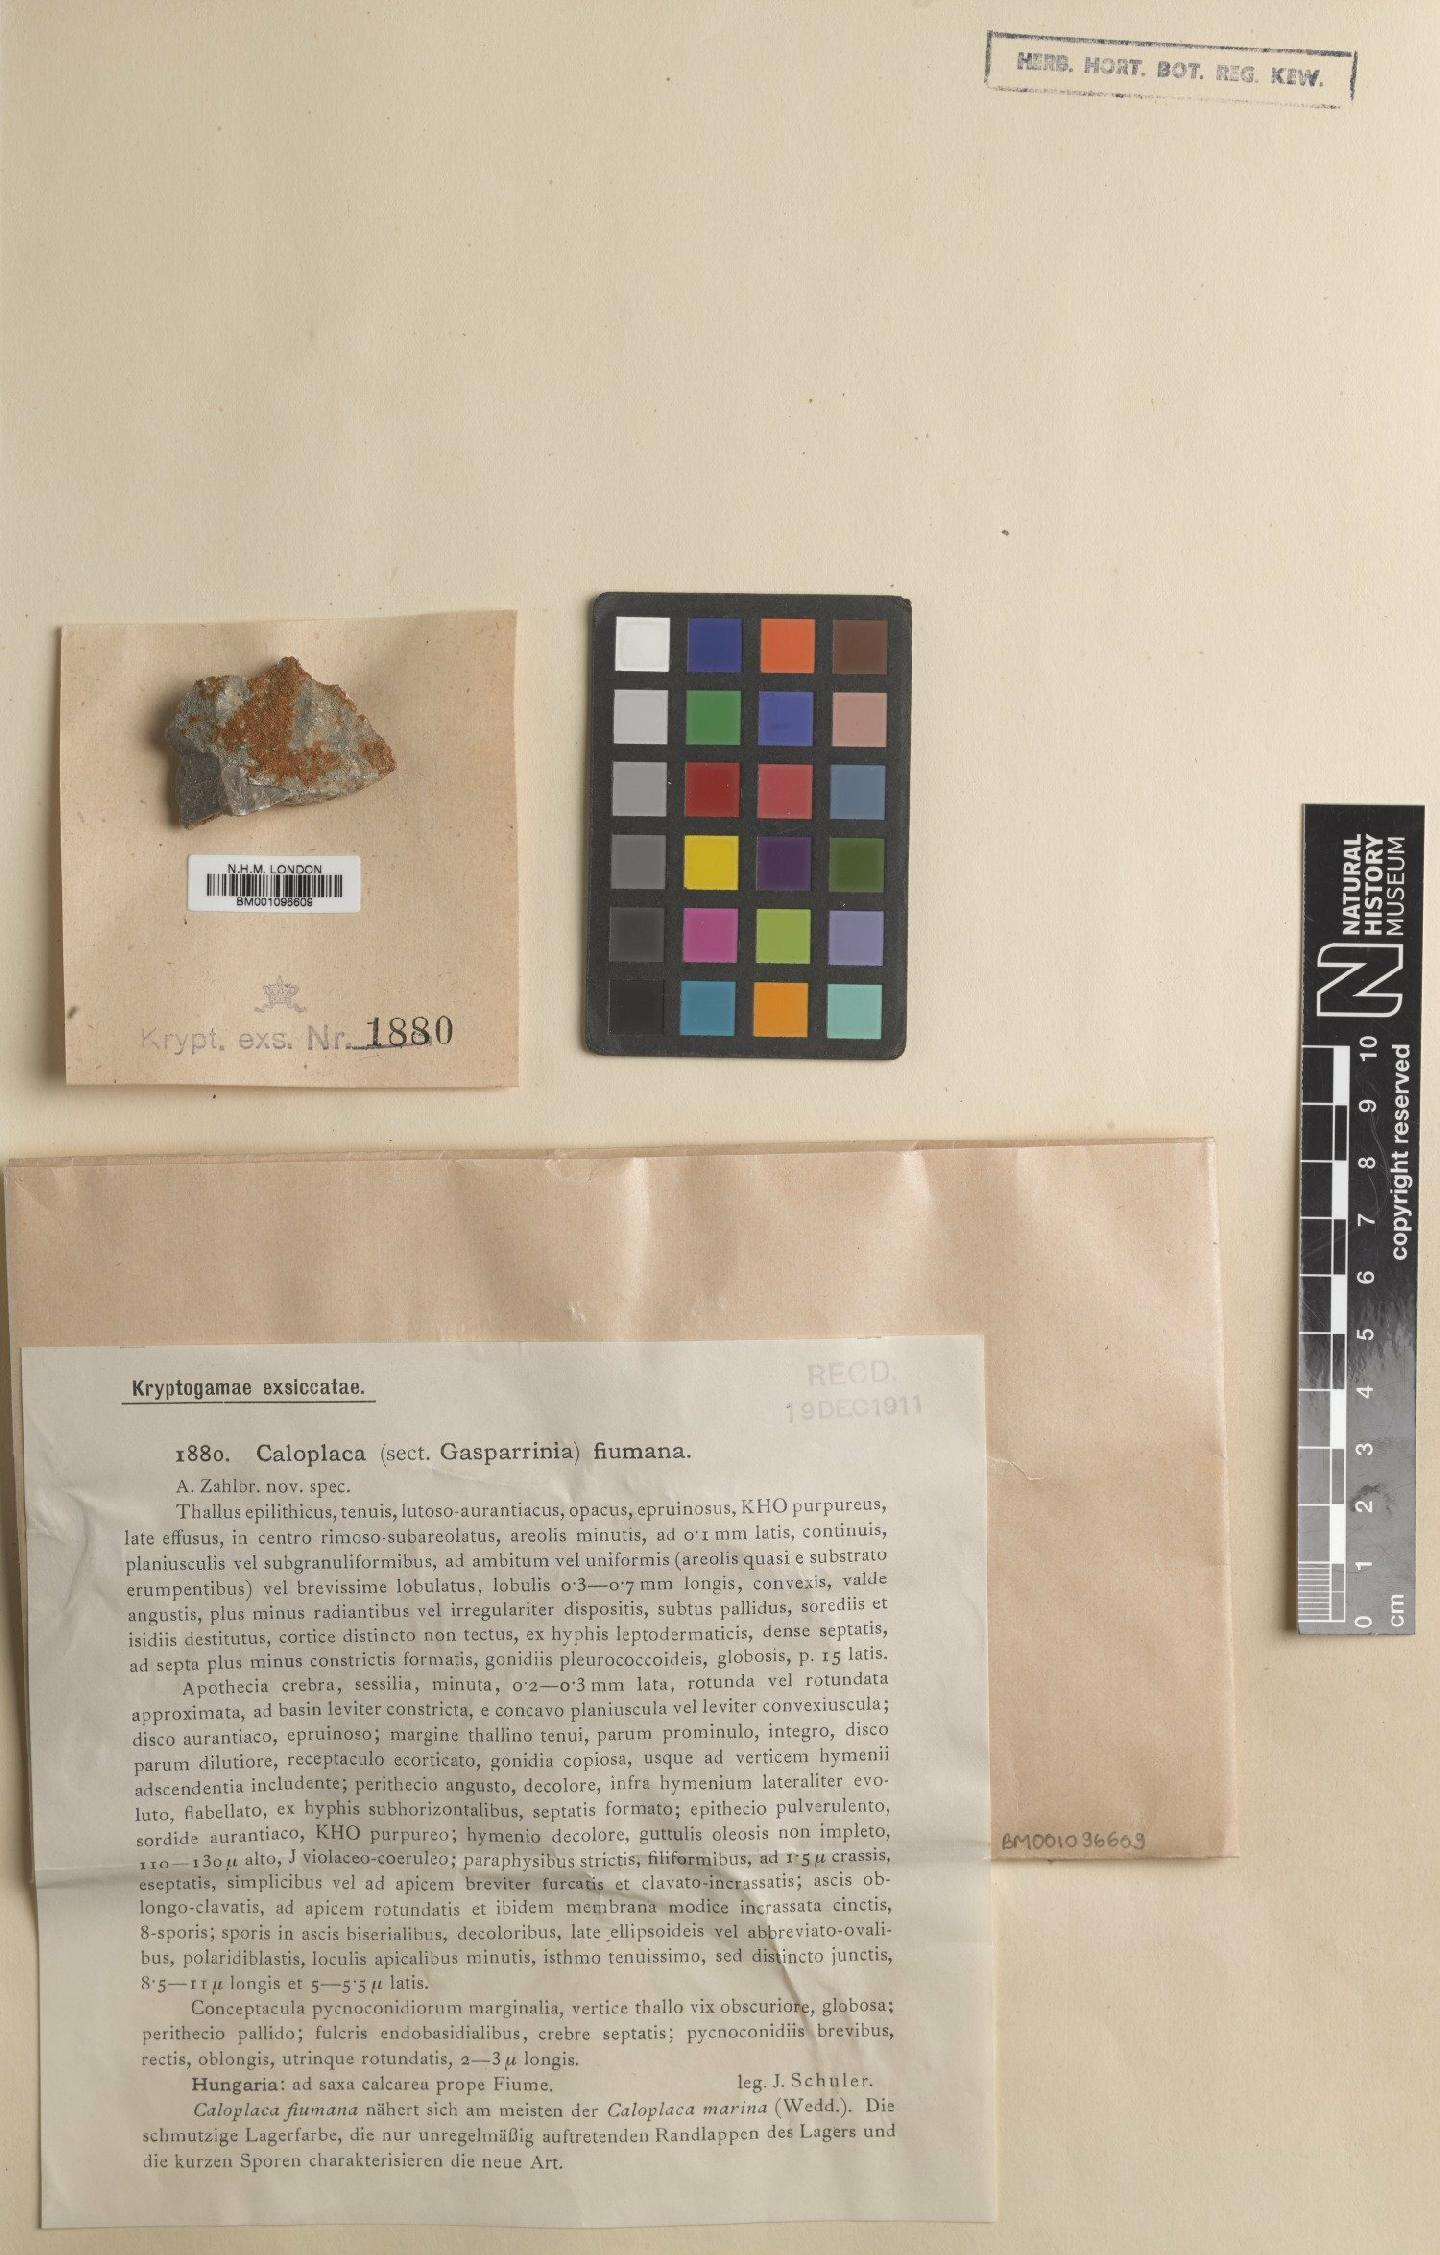 HERB. HORT. BOT. REG. KEW.
N.H.M. LONDON
BM001096609
Krypt. exs. Nr. 1880
NATURAL
HISTORY
MUSEUM
10 9 8 7 6 5 4 3 2 1 0
copyright reserved
cm
Kryptogamae exsiccatae.
RECD.
19DEC1911
1880. Caloplaca (sect. Gasparrinia) fiumana.
A. Zahlbr. nov. spec.
Thallus epilithicus, tenuis, lutoso-aurantiacus, opacus, epruinosus, KHO purpureus,
late effusus, in centro rimoso-subareolatus, areolis minutis, ad 0·1 mm latis, continuis,
planiusculis vel subgranuliformibus, ad ambitum vel uniformis (areolis quasi e substrato
erumpentibus) vel brevissime lobulatus, lobulis 0·3—0·7 mm longis, convexis, valde
angustis, plus minus radiantibus vel irregulariter dispositis, subtus pallidus, sorediis et
isidiis destitutus, cortice distincto non tectus, ex hyphis leptodermaticis, dense septatis,
ad septa plus minus constrictis formatis, gonidiis pleurococcoideis, globosis, p. 15 latis.
Apothecia crebra, sessilia, minuta, 0·2—0·3 mm lata, rotunda vel rotundata
approximata, ad basin leviter constricta, e concavo planiuscula vel leviter convexiuscula;
disco aurantiaco, epruinoso; margine thallino tenui, parum prominulo, integro, disco
parum dilutiore, receptaculo ecorticato, gonidia copiosa, usque ad verticem hymenii
adscendentia includente; perithecio angusto, decolore, infra hymenium lateraliter evo-
luto, flabellato, ex hyphis subhorizontalibus, septatis formato; epithecio pulverulento,
sordide aurantiaco, KHO purpureo; hymenio decolore, guttulis oleosis non impleto,
110—130 µ alto, J violaceo-coeruleo; paraphysibus strictis, filiformibus, ad 1·5 µ crassis,
eseptatis, simplicibus vel ad apicem breviter furcatis et clavato-incrassatis; ascis ob-
longo-clavatis, ad apicem rotundatis et ibidem membrana modice incrassata cinctis,
8-sporis; sporis in ascis biserialibus, decoloribus, late ellipsoideis vel abbreviato-ovali-
bus, polaridiblastis, loculis apicalibus minutis, isthmo tenuissimo, sed distincto junctis,
8·5—11 µ longis et 5—5·5 µ latis.
Conceptacula pycnoconidiorum marginalia, vertice thallo vix obscuriore, globosa;
perithecio pallido; fulcris endobasidialibus, crebre septatis; pycnoconidiis brevibus,
rectis, oblongis, utrinque rotundatis, 2—3 µ longis.
Hungaria: ad saxa calcarea prope Fiume. leg. J. Schuler.
Caloplaca fiumana nähert sich am meisten der Caloplaca marina (Wedd.). Die
schmutzige Lagerfarbe, die nur unregelmäßig auftretenden Randlappen des Lagers und
die kurzen Sporen charakterisieren die neue Art.
BM001096609